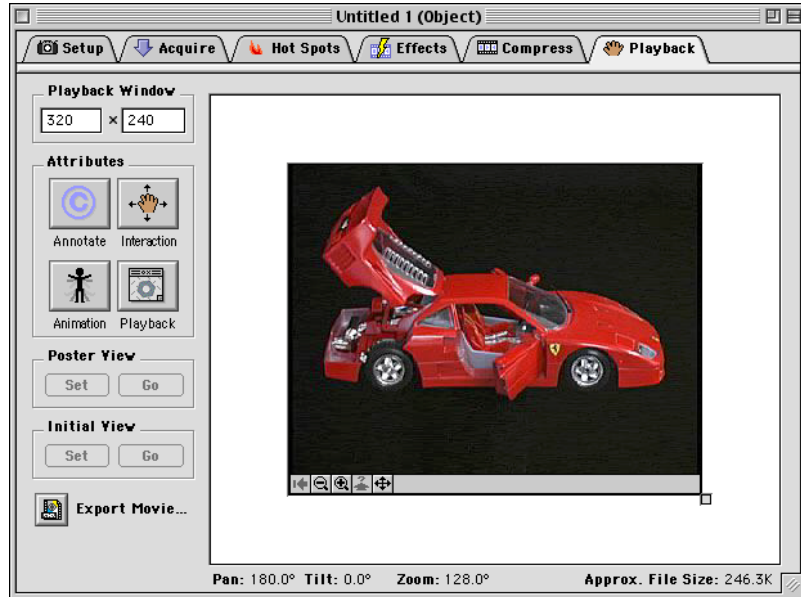 Untitled 1 (Object)
Setup
Acquire
Hot Spots
Effects
Compress
Playback
Playback Window
320 × 240
Attributes
©
Annotate
Interaction
Animation
Playback
Poster View
Set
Go
Initial View
Set
Go
Export Movie...
Pan: 180.0° Tilt: 0.0° Zoom: 128.0° Approx. File Size: 246.3K